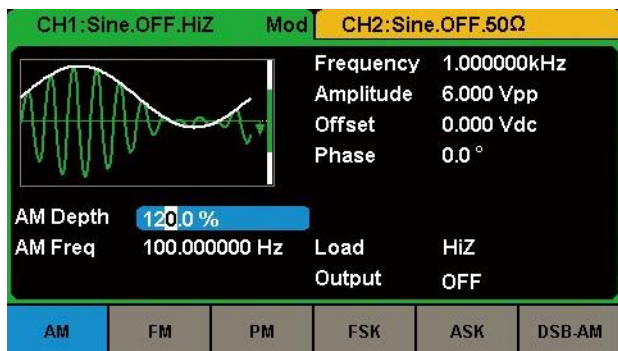 CH1:Sine.OFF.HiZ Mod CH2:Sine.OFF.50Ω
Frequency 1.000000kHz
Amplitude 6.000 Vpp
Offset 0.000 Vdc
Phase 0.0 °
AM Depth 120.0 %
AM Freq 100.000000 Hz Load HiZ
Output OFF
AM FM PM FSK ASK DSB-AM